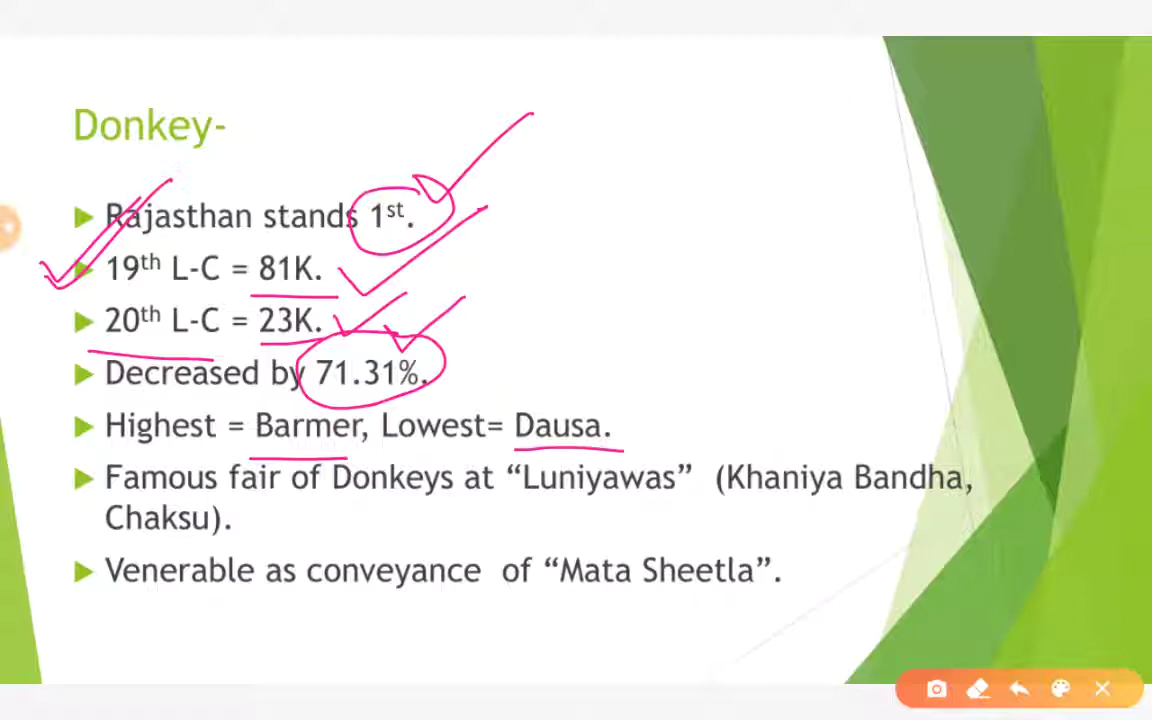 Donkey-
Rajasthan stands 1st.
19th L-C = 81K.
20th L-C = 23K.
Decreased by 71.31%.
Highest = Barmer, Lowest= Dausa.
Famous fair of Donkeys at “Luniyawas” (Khaniya Bandha,
Chaksu).
Venerable as conveyance of “Mata Sheetla”.